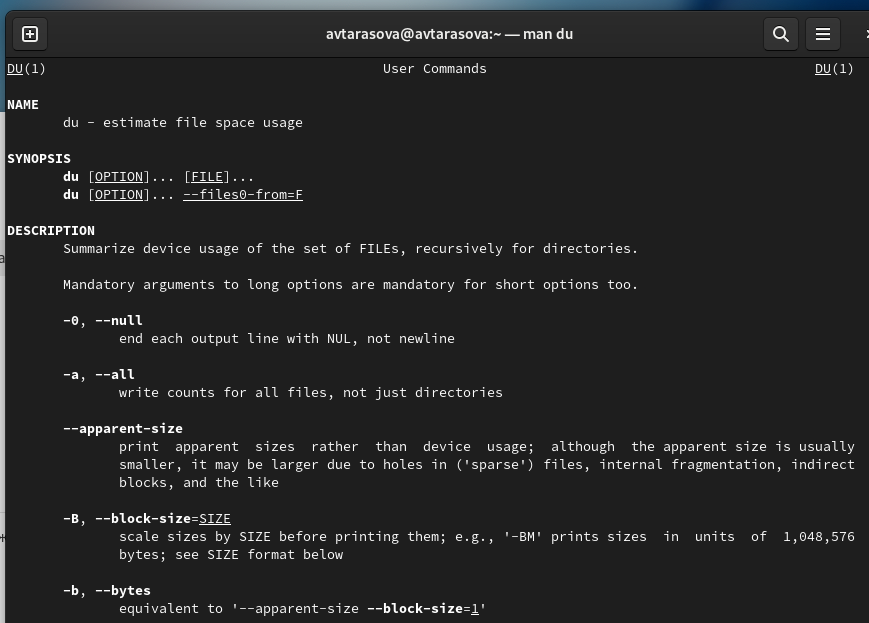 avtarasova@avtarasova:~ — man du
DU(1) User Commands DU(1)
NAME
du - estimate file space usage
SYNOPSIS
du [OPTION]... [FILE]...
du [OPTION]... --files0-from=F
DESCRIPTION
Summarize device usage of the set of FILEs, recursively for directories.
Mandatory arguments to long options are mandatory for short options too.
-0, --null
end each output line with NUL, not newline
-a, --all
write counts for all files, not just directories
--apparent-size
print apparent sizes rather than device usage; although the apparent size is usually
smaller, it may be larger due to holes in ('sparse') files, internal fragmentation, indirect
blocks, and the like
-B, --block-size=SIZE
scale sizes by SIZE before printing them; e.g., '-BM' prints sizes in units of 1,048,576
bytes; see SIZE format below
-b, --bytes
equivalent to '--apparent-size --block-size=1'